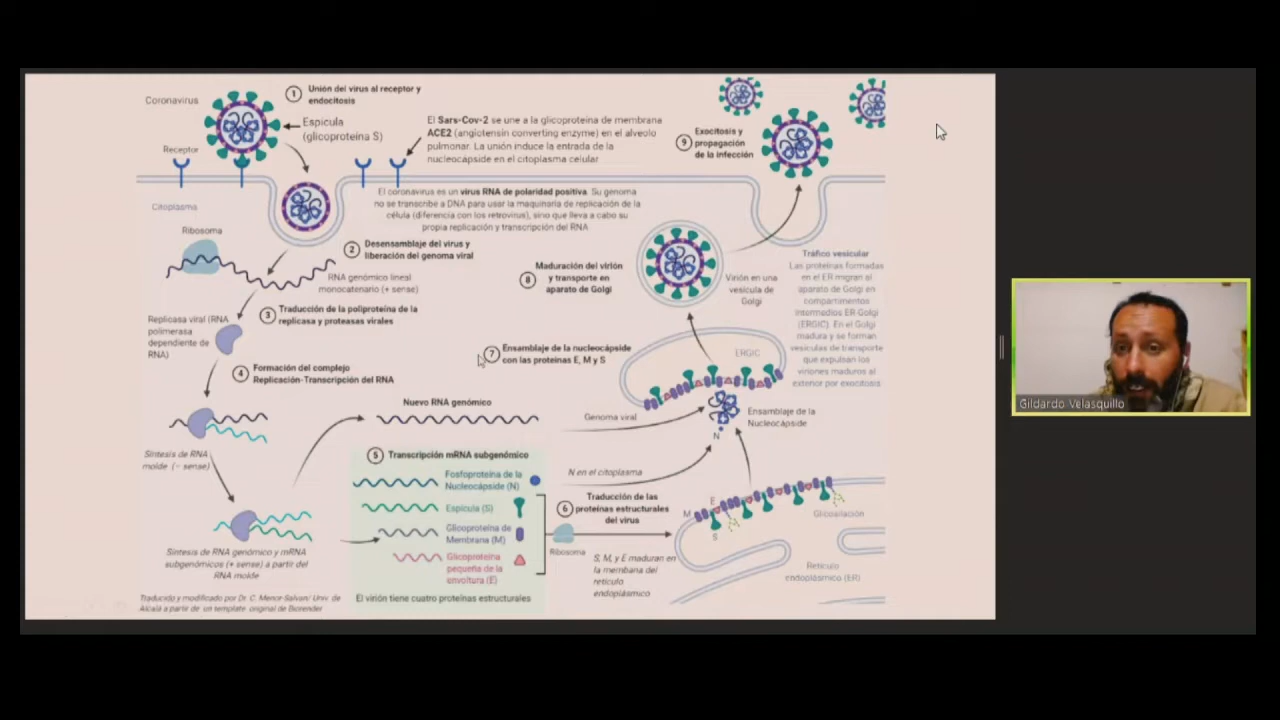 Coronavirus
1
Unión del virus al receptor y
endocitosis
Espícula
(glicoproteína S)
Receptor
El Sars-Cov-2 se une a la glicoproteína de membrana
ACE2 (angiotensin converting enzyme) en el alveolo
pulmonar. La unión induce la entrada de la
nucleocápside en el citoplasma celular
9
Exocitosis y
propagación
de la infección
Citoplasma
El coronavirus es un virus RNA de polaridad positiva. Su genoma
no se transcribe a DNA para usar la maquinaria de replicación de la
célula (diferencia con los retrovirus), sino que lleva a cabo su
propia replicación y transcripción del RNA
Ribosoma
2
Desensamblaje del virus y
liberación del genoma viral
RNA genómico lineal
monocatenario (+ sense)
3
Traducción de la poliproteína de la
replicasa y proteasas virales
Replicasa viral (RNA
polimerasa
dependiente de
RNA)
4
Formación del complejo
Replicación-Transcripción del RNA
Síntesis de RNA
molde (– sense)
Síntesis de RNA genómico y mRNA
subgenómicos (+ sense) a partir del
RNA molde
Traducido y modificado por Dr. C. Menor-Salvan/ Univ. de
Alcalá a partir de un template original de Biorender
Nuevo RNA genómico
5
Transcripción mRNA subgenómico
Fosfoproteína de la
Nucleocápside (N)
Espícula (S)
Glicoproteína de
Membrana (M)
Glicoproteína
pequeña de la
envoltura (E)
El virión tiene cuatro proteínas estructurales
6
Traducción de las
proteínas estructurales
del virus
Ribosoma
S, M, y E maduran en
la membana del
retículo
endoplásmico
Genoma viral
N en el citoplasma
N
Ensamblaje de la
Nucleocápside
7
Ensamblaje de la nucleocápside
con las proteínas E, M y S
ERGIC
8
Maduración del virión
y transporte en
aparato de Golgi
Virión en una
vesícula de
Golgi
Tráfico vesicular
Las proteínas formadas
en el ER migran al
aparato de Golgi en
compartimentos
intermedios ER-Golgi
(ERGIC). En el Golgi
madura y se forman
vesículas de transporte
que expulsan los
viriones maduros al
exterior por exocitosis
E
M
S
Glicosilación
Retículo
endoplásmico (ER)
Gildardo Velasquillo